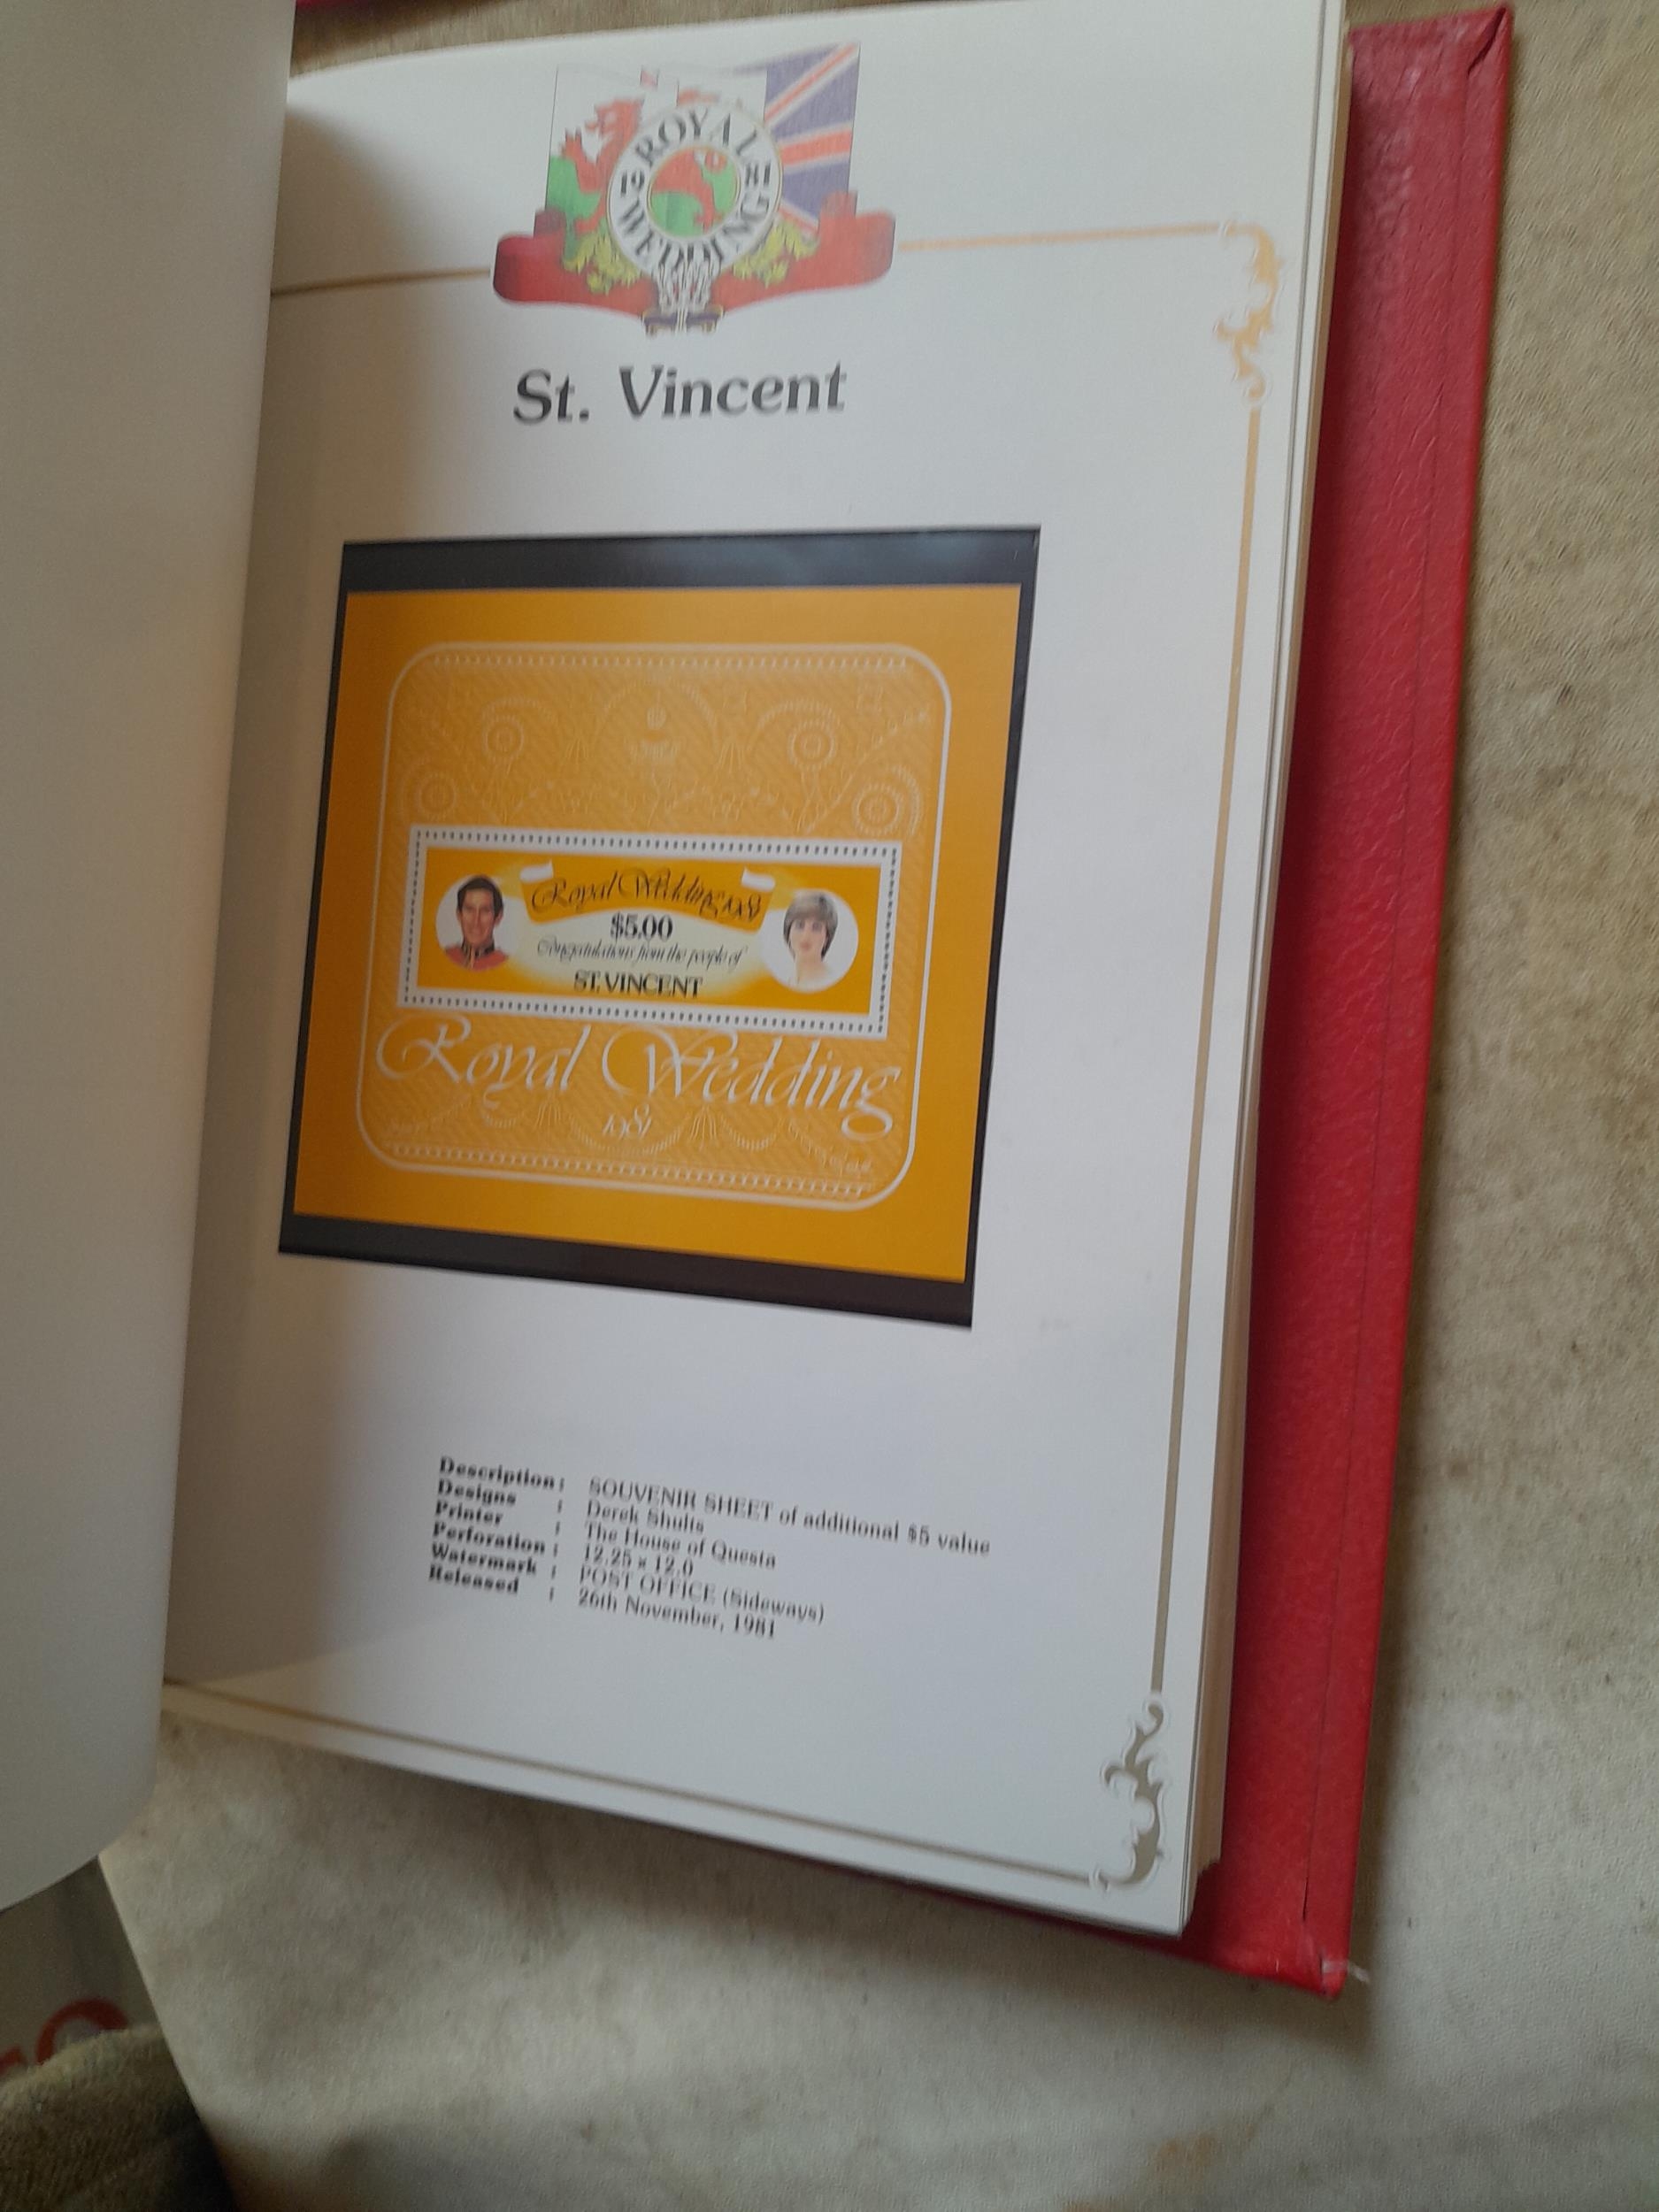 ROYAL
19 81
WEDDING
St. Vincent
Royal Wedding 1981
$5.00
Congratulations from the people of
ST. VINCENT
Royal Wedding
1981
Description : SOUVENIR SHEET of additional $5 value
Designs : Derek Shults
Printer : The House of Questa
Perforation : 12.25 x 12.0
Watermark : POST OFFICE (Sideways)
Released : 26th November, 1981